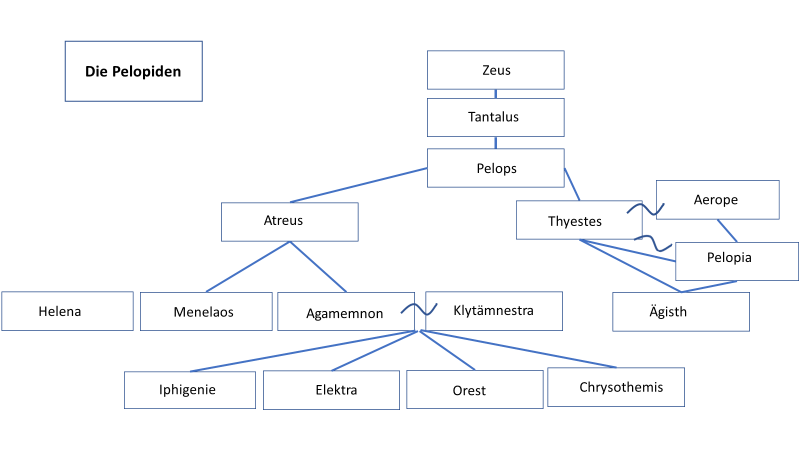 Die Pelopiden
Zeus
Tantalus
Pelops
Atreus
Thyestes
Aerope
Pelopia
Helena
Menelaos
Agamemnon
Klytämnestra
Ägisth
Iphigenie
Elektra
Orest
Chrysothemis